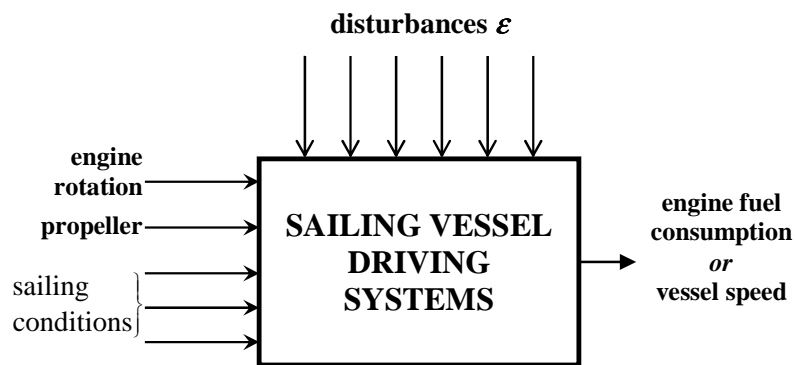 disturbances ε
engine
rotation
propeller
sailing
conditions
SAILING VESSEL
DRIVING
SYSTEMS
engine fuel
consumption
or
vessel speed